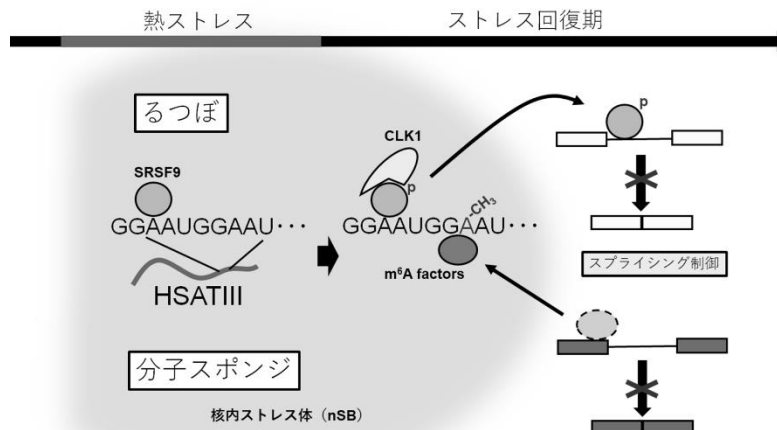 熱ストレス
ストレス回復期
るつぼ
p
CLK1
SRSF9
p
-CH₃
GGAAUGGAAU･･･
GGAAUGGAAU･･･
スプライシング制御
m⁶A factors
HSATIII
分子スポンジ
核内ストレス体（nSB）